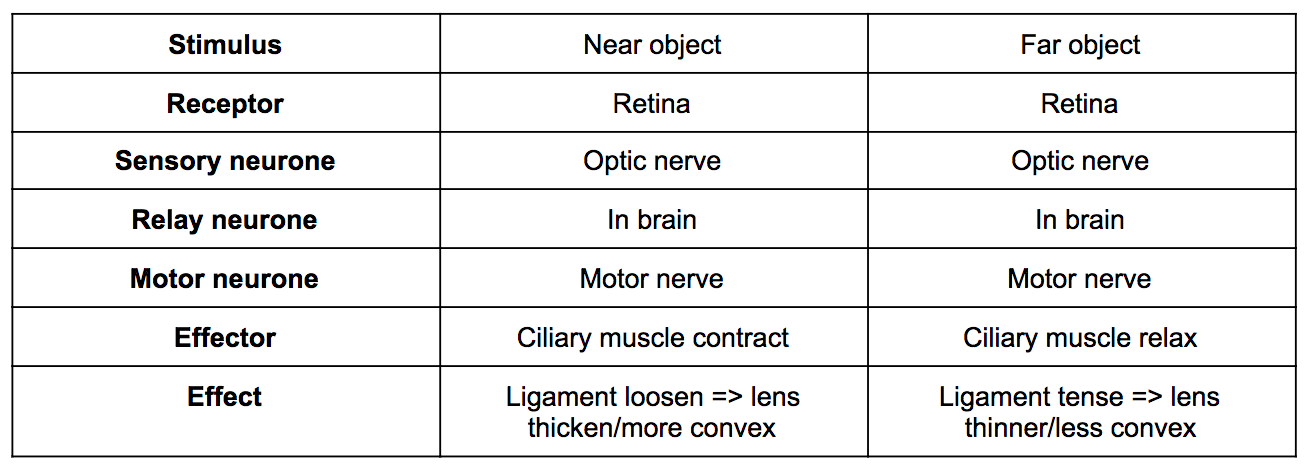 Stimulus Near object Far object
Receptor Retina Retina
Sensory neurone Optic nerve Optic nerve
Relay neurone In brain In brain
Motor neurone Motor nerve Motor nerve
Effector Ciliary muscle contract Ciliary muscle relax
Effect Ligament loosen => lens Ligament tense => lens
thicken/more convex thinner/less convex